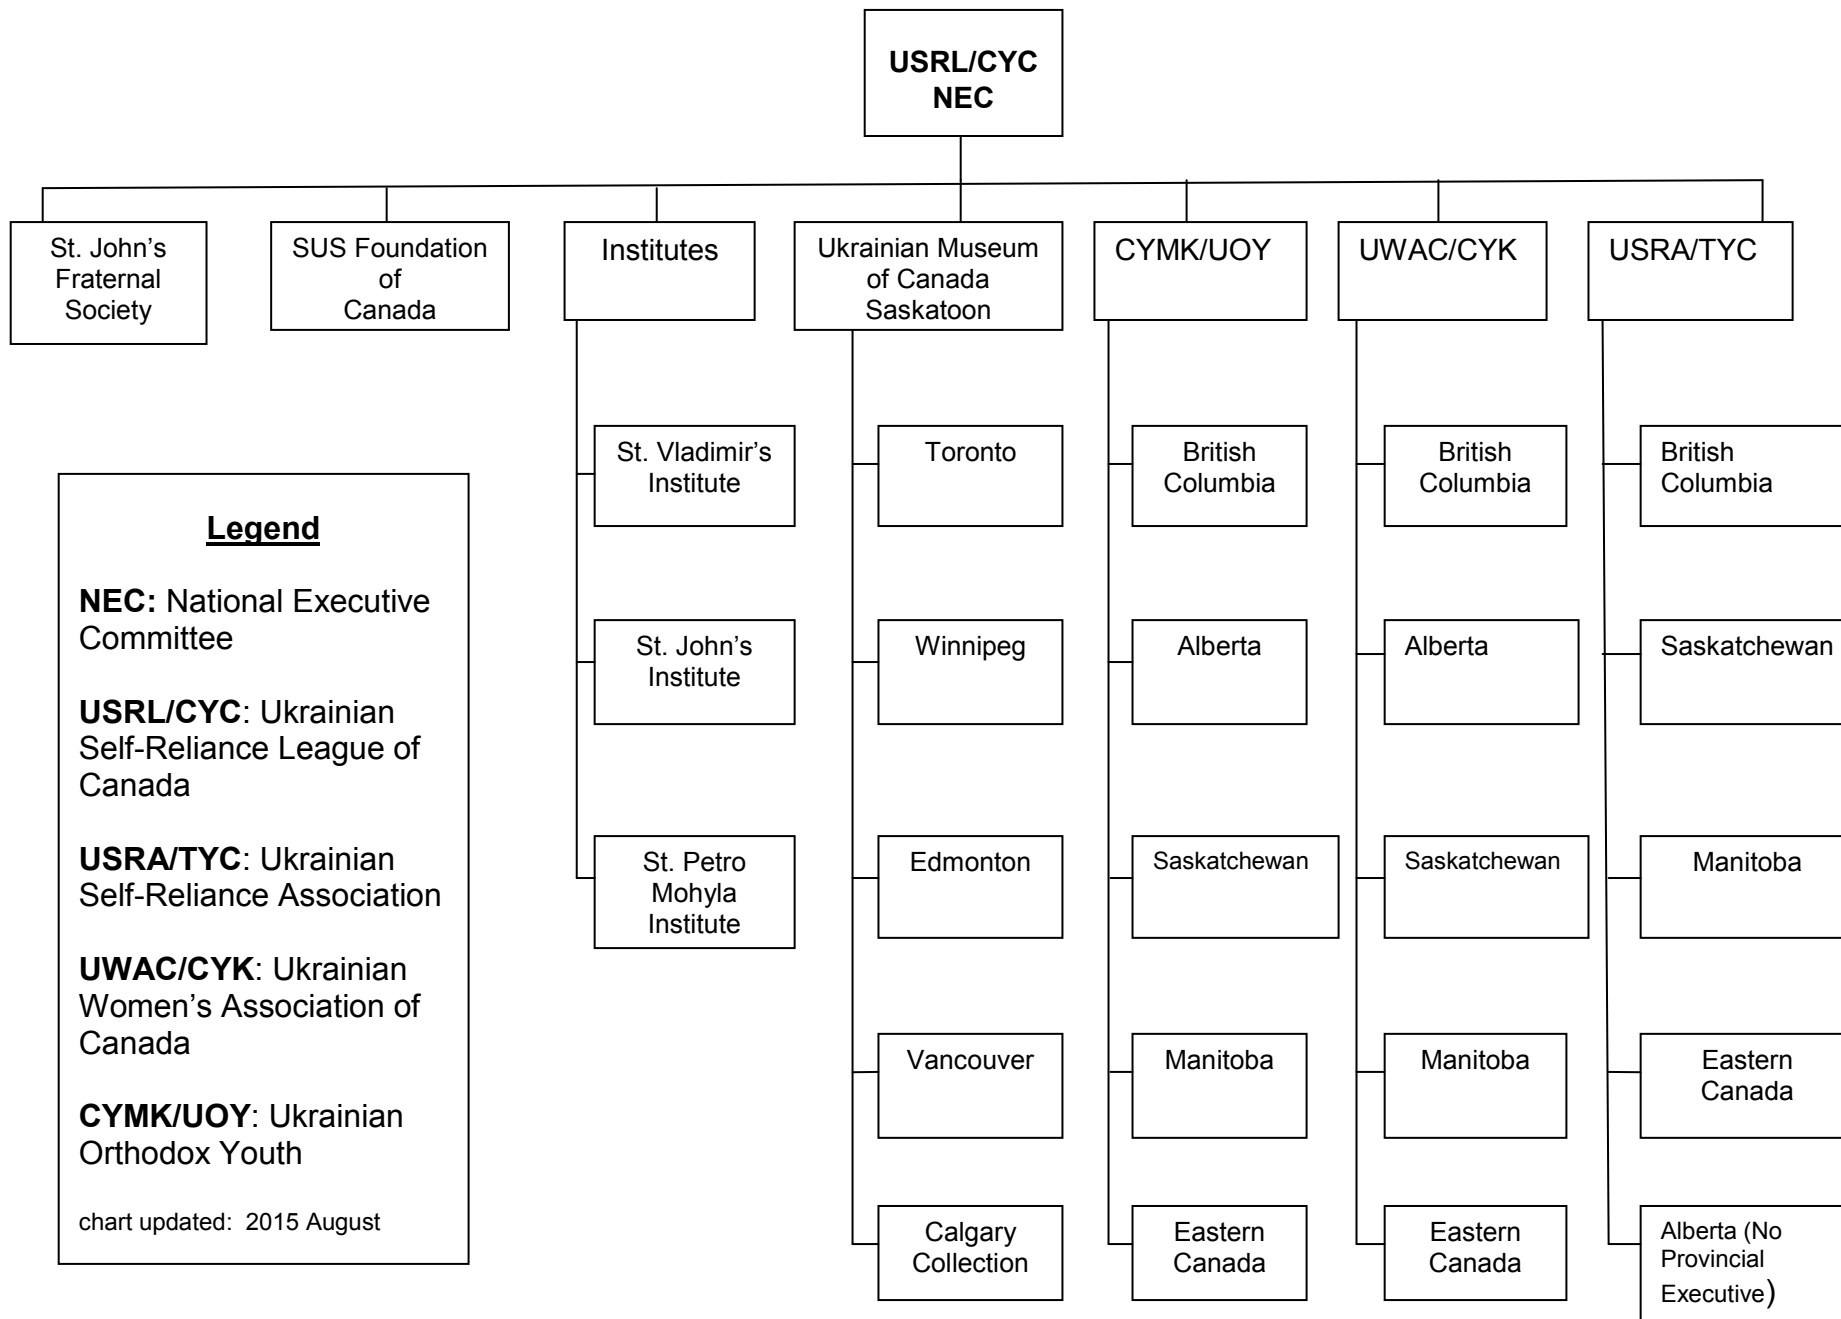 USRL/CYC
NEC
St. John’s
Fraternal
Society
SUS Foundation
of
Canada
Institutes
Ukrainian Museum
of Canada
Saskatoon
CYMK/UOY
UWAC/CYK
USRA/TYC
St. Vladimir’s
Institute
St. John’s
Institute
St. Petro
Mohyla
Institute
Toronto
Winnipeg
Edmonton
Vancouver
Calgary
Collection
British
Columbia
Alberta
Saskatchewan
Manitoba
Eastern
Canada
British
Columbia
Alberta
Saskatchewan
Manitoba
Eastern
Canada
British
Columbia
Saskatchewan
Manitoba
Eastern
Canada
Alberta (No
Provincial
Executive)
Legend
NEC: National Executive
Committee
USRL/CYC: Ukrainian
Self-Reliance League of
Canada
USRA/TYC: Ukrainian
Self-Reliance Association
UWAC/CYK: Ukrainian
Women’s Association of
Canada
CYMK/UOY: Ukrainian
Orthodox Youth
chart updated: 2015 August